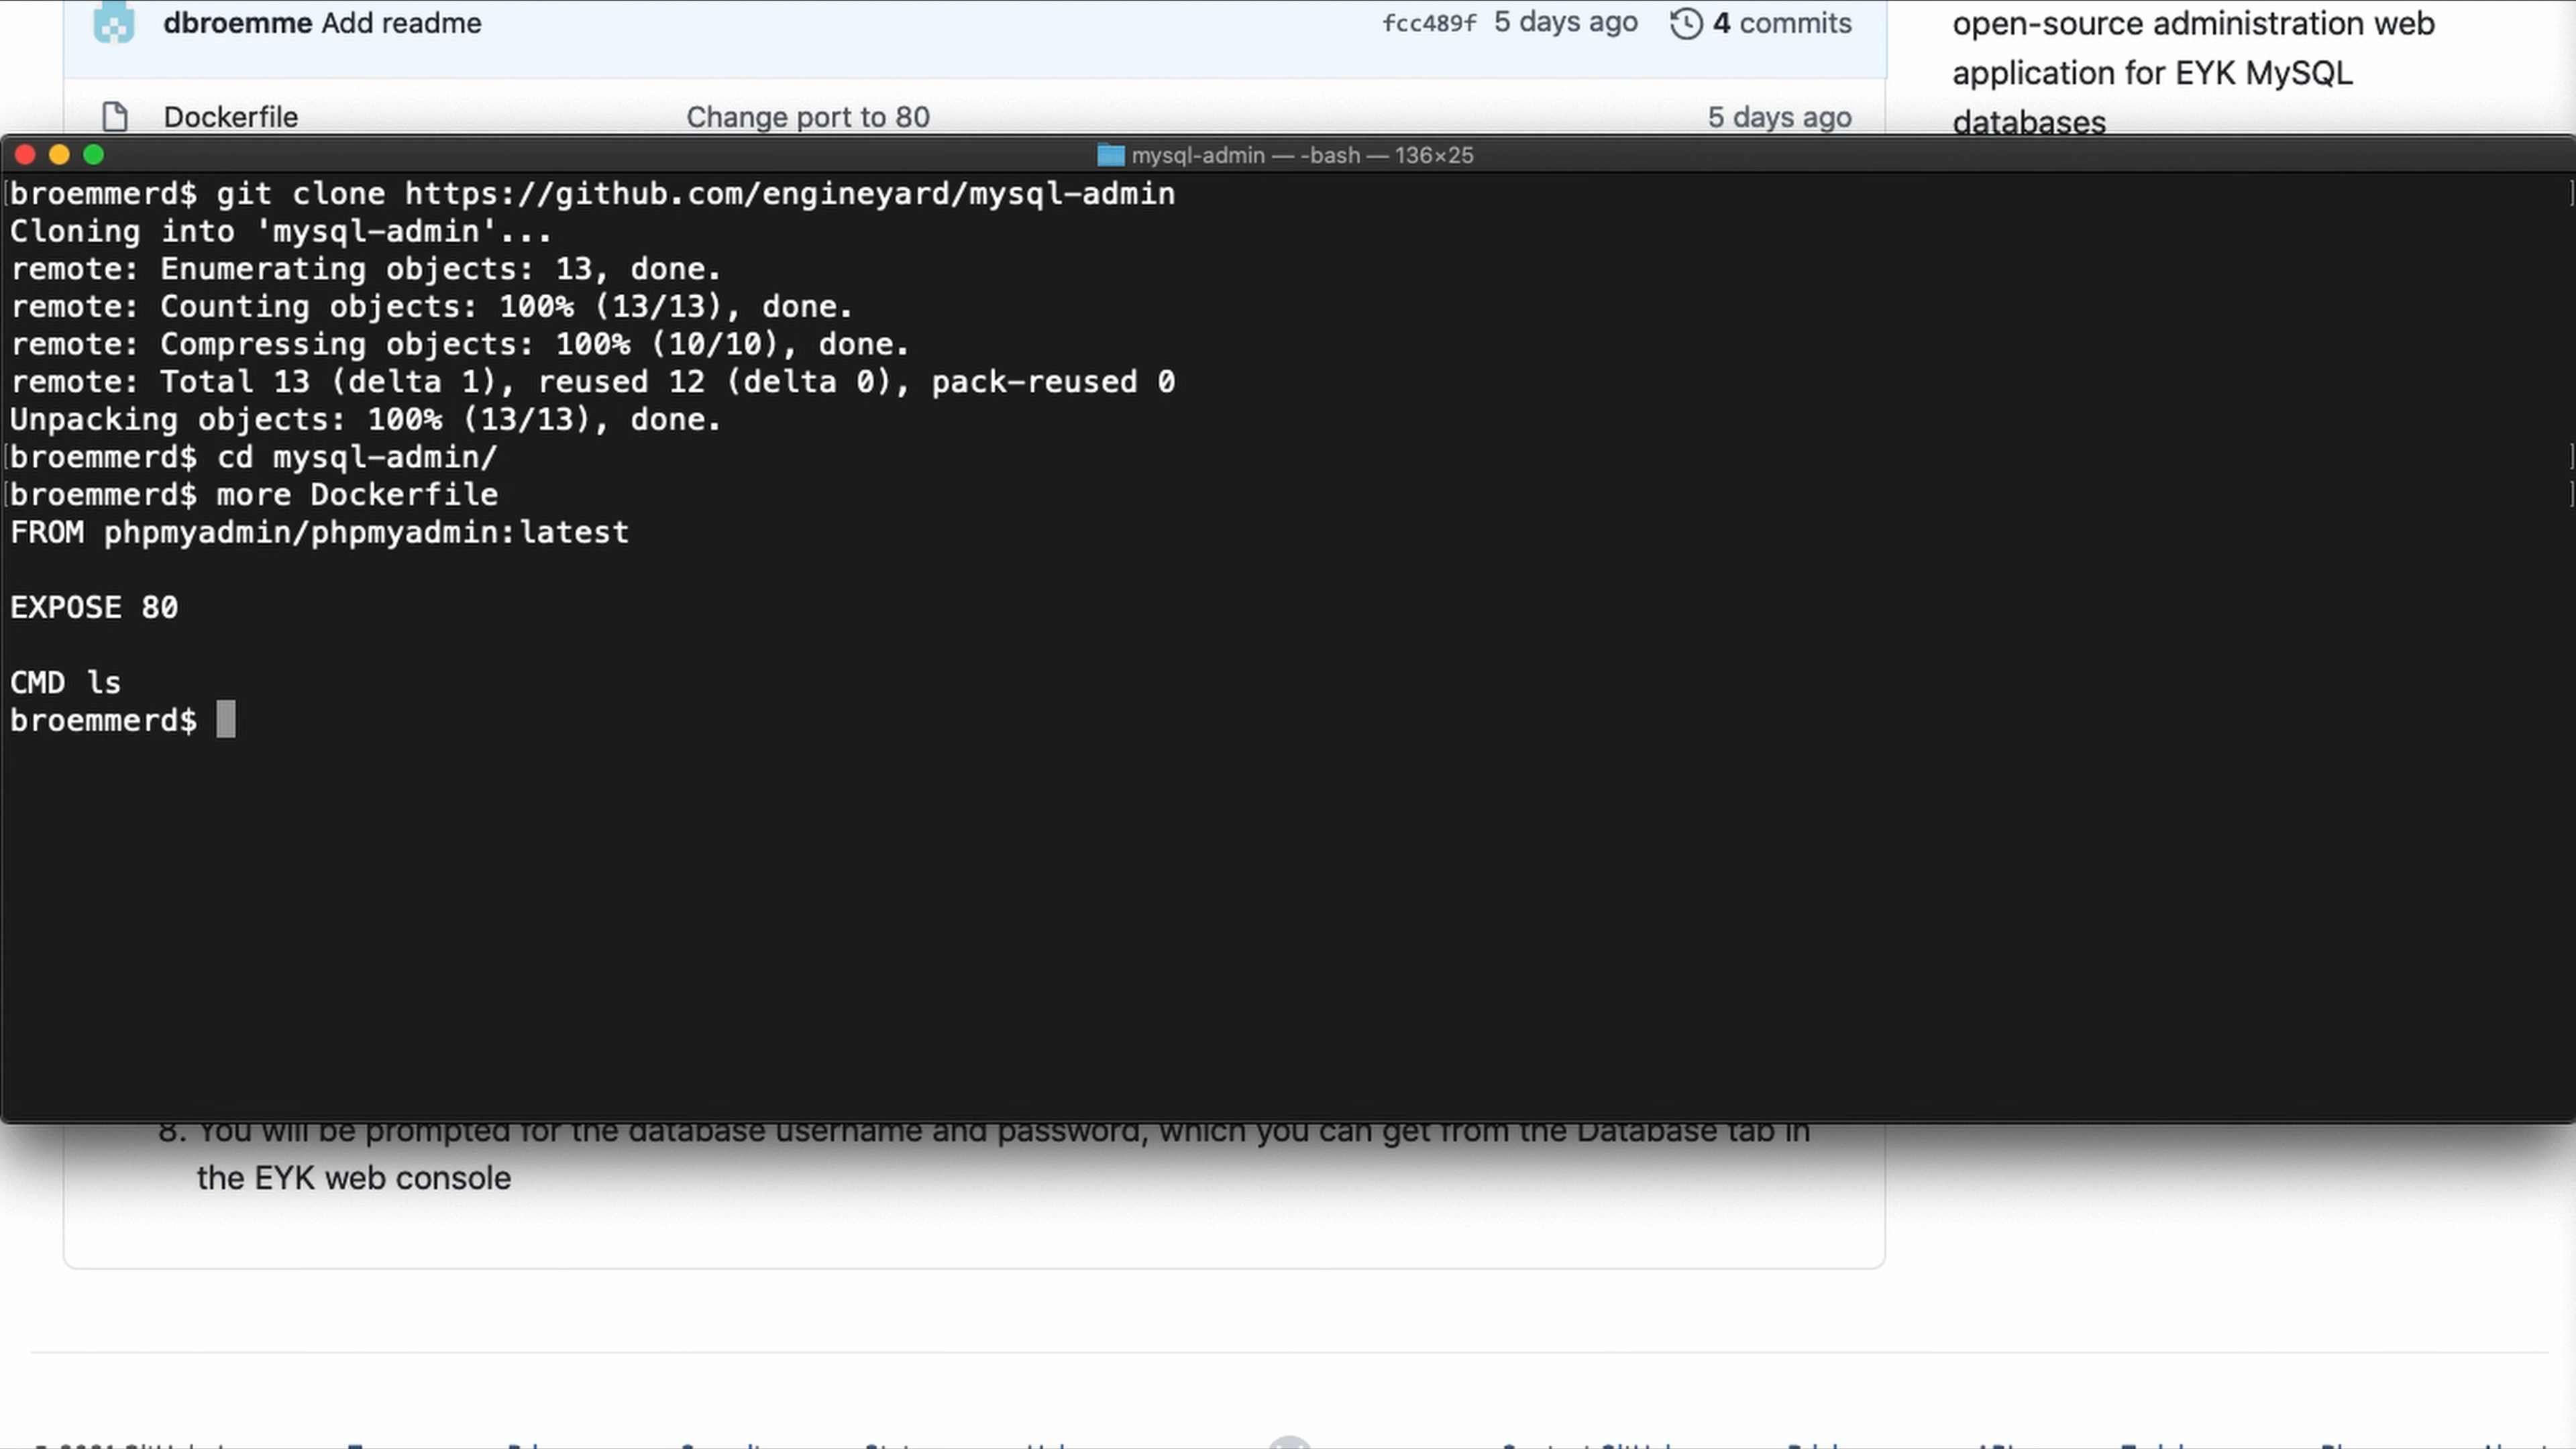 dbroemme Add readme fcc489f 5 days ago 4 commits
Dockerfile Change port to 80 5 days ago
open-source administration web
application for EYK MySQL
databases
mysql-admin — -bash — 136×25
broemmerd$ git clone https://github.com/engineyard/mysql-admin
Cloning into 'mysql-admin'...
remote: Enumerating objects: 13, done.
remote: Counting objects: 100% (13/13), done.
remote: Compressing objects: 100% (10/10), done.
remote: Total 13 (delta 1), reused 12 (delta 0), pack-reused 0
Unpacking objects: 100% (13/13), done.
broemmerd$ cd mysql-admin/
broemmerd$ more Dockerfile
FROM phpmyadmin/phpmyadmin:latest
EXPOSE 80
CMD ls
broemmerd$
8. You will be prompted for the database username and password, which you can get from the Database tab in
the EYK web console